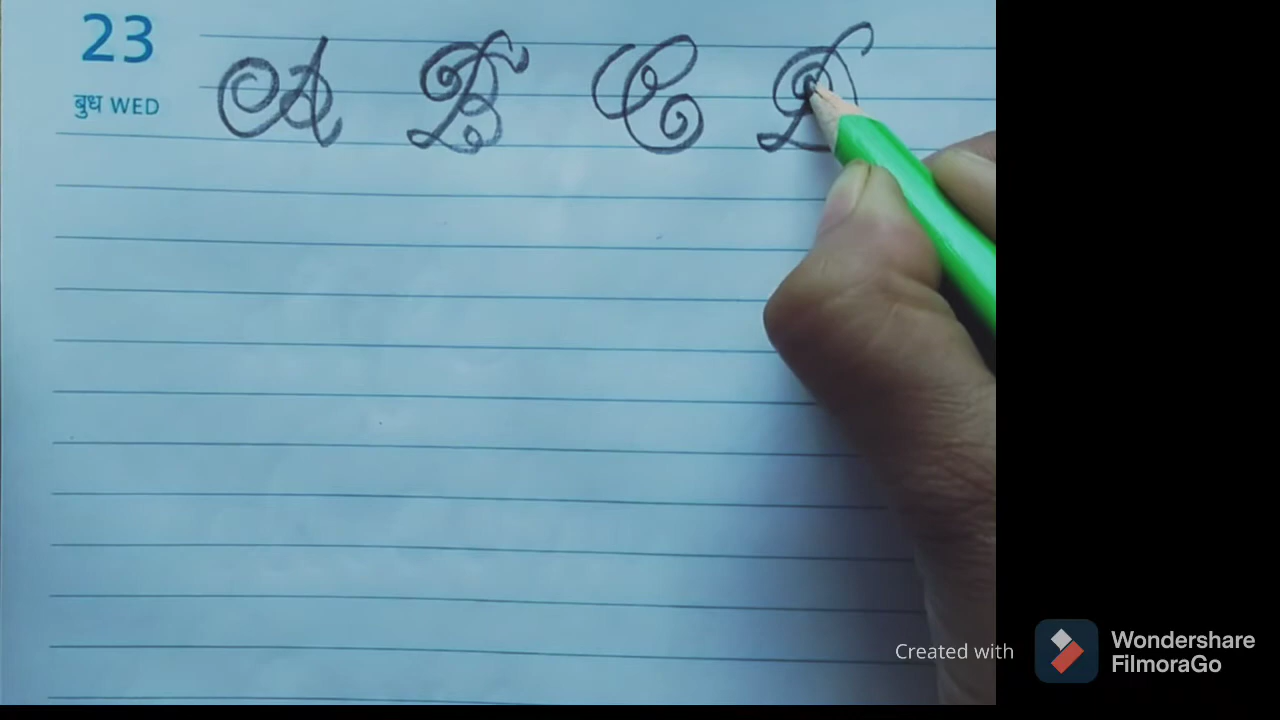 23
बुध WED
A B C D
Created with
Wondershare
FilmoraGo